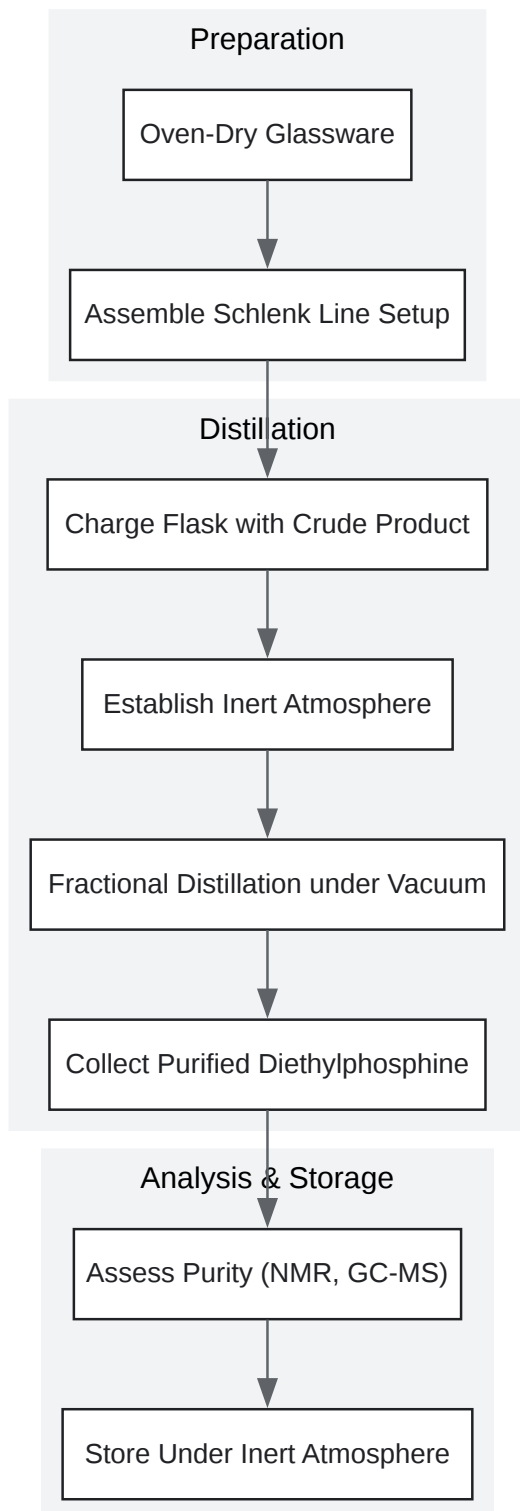 Preparation
Oven-Dry Glassware
Assemble Schlenk Line Setup
Distillation
Charge Flask with Crude Product
Establish Inert Atmosphere
Fractional Distillation under Vacuum
Collect Purified Diethylphosphine
Analysis & Storage
Assess Purity (NMR, GC-MS)
Store Under Inert Atmosphere